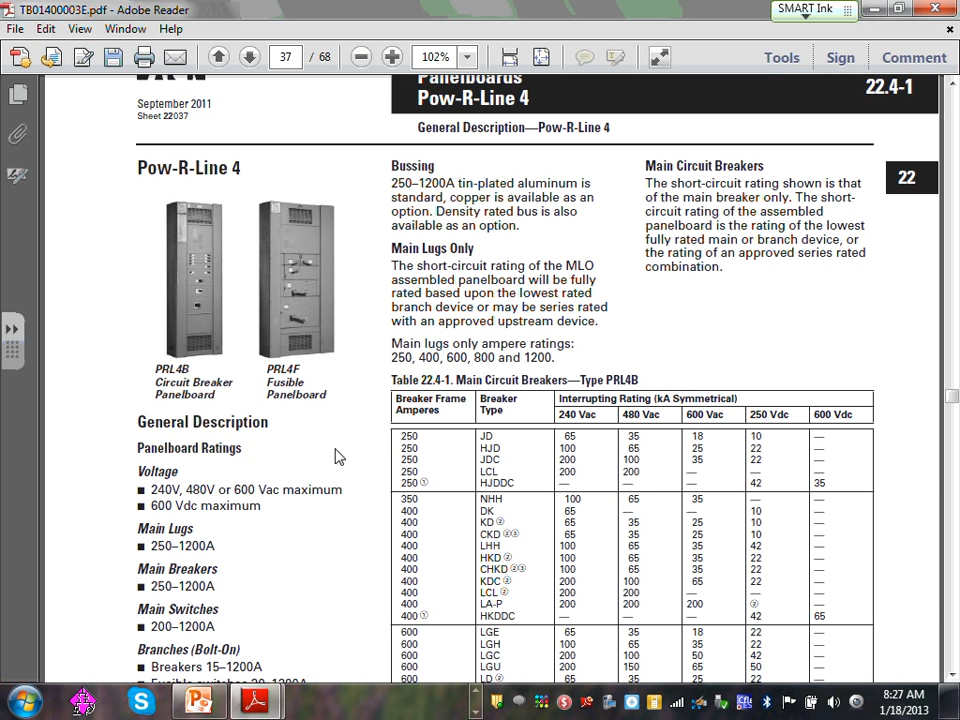 TB01400003E.pdf - Adobe Reader
SMART Ink
File Edit View Window Help
37 / 68
102%
Tools Sign Comment
September 2011
Sheet 22037
Panelboards
Pow-R-Line 4
22.4-1
General Description—Pow-R-Line 4
22
Pow-R-Line 4
PRL4B
Circuit Breaker
Panelboard
PRL4F
Fusible
Panelboard
General Description
Panelboard Ratings
Voltage
■ 240V, 480V or 600 Vac maximum
■ 600 Vdc maximum
Main Lugs
■ 250–1200A
Main Breakers
■ 250–1200A
Main Switches
■ 200–1200A
Branches (Bolt-On)
■ Breakers 15–1200A
Bussing
250–1200A tin-plated aluminum is
standard, copper is available as an
option. Density rated bus is also
available as an option.
Main Lugs Only
The short-circuit rating of the MLO
assembled panelboard will be fully
rated based upon the lowest rated
branch device or may be series rated
with an approved upstream device.
Main lugs only ampere ratings:
250, 400, 600, 800 and 1200.
Main Circuit Breakers
The short-circuit rating shown is that
of the main breaker only. The short-
circuit rating of the assembled
panelboard is the rating of the lowest
fully rated main or branch device, or
the rating of an approved series rated
combination.
Table 22.4-1. Main Circuit Breakers—Type PRL4B
Breaker Frame Amperes Breaker Type Interrupting Rating (kA Symmetrical)
240 Vac 480 Vac 600 Vac 250 Vdc 600 Vdc
250 JD 65 35 18 10 —
250 HJD 100 65 25 22 —
250 JDC 200 100 35 22 —
250 LCL 200 200 — — —
250 ① HJDDC — — — 42 35
350 NHH 100 65 35 — —
400 DK 65 — — 10 —
400 KD ② 65 35 25 10 —
400 CKD ②③ 65 35 25 10 —
400 LHH 100 65 35 42 —
400 HKD ② 100 65 35 22 —
400 CHKD ②③ 100 65 35 22 —
400 KDC ② 200 100 65 22 —
400 LCL ② 200 200 — — —
400 LA-P 200 200 200 ② —
400 ① HKDDC — — — 42 65
600 LGE 65 35 18 22 —
600 LGH 100 65 35 22 —
600 LGC 200 100 50 42 —
600 LGU 200 150 65 50 —
600 LD ② 65 35 25 22 —
8:27 AM
1/18/2013